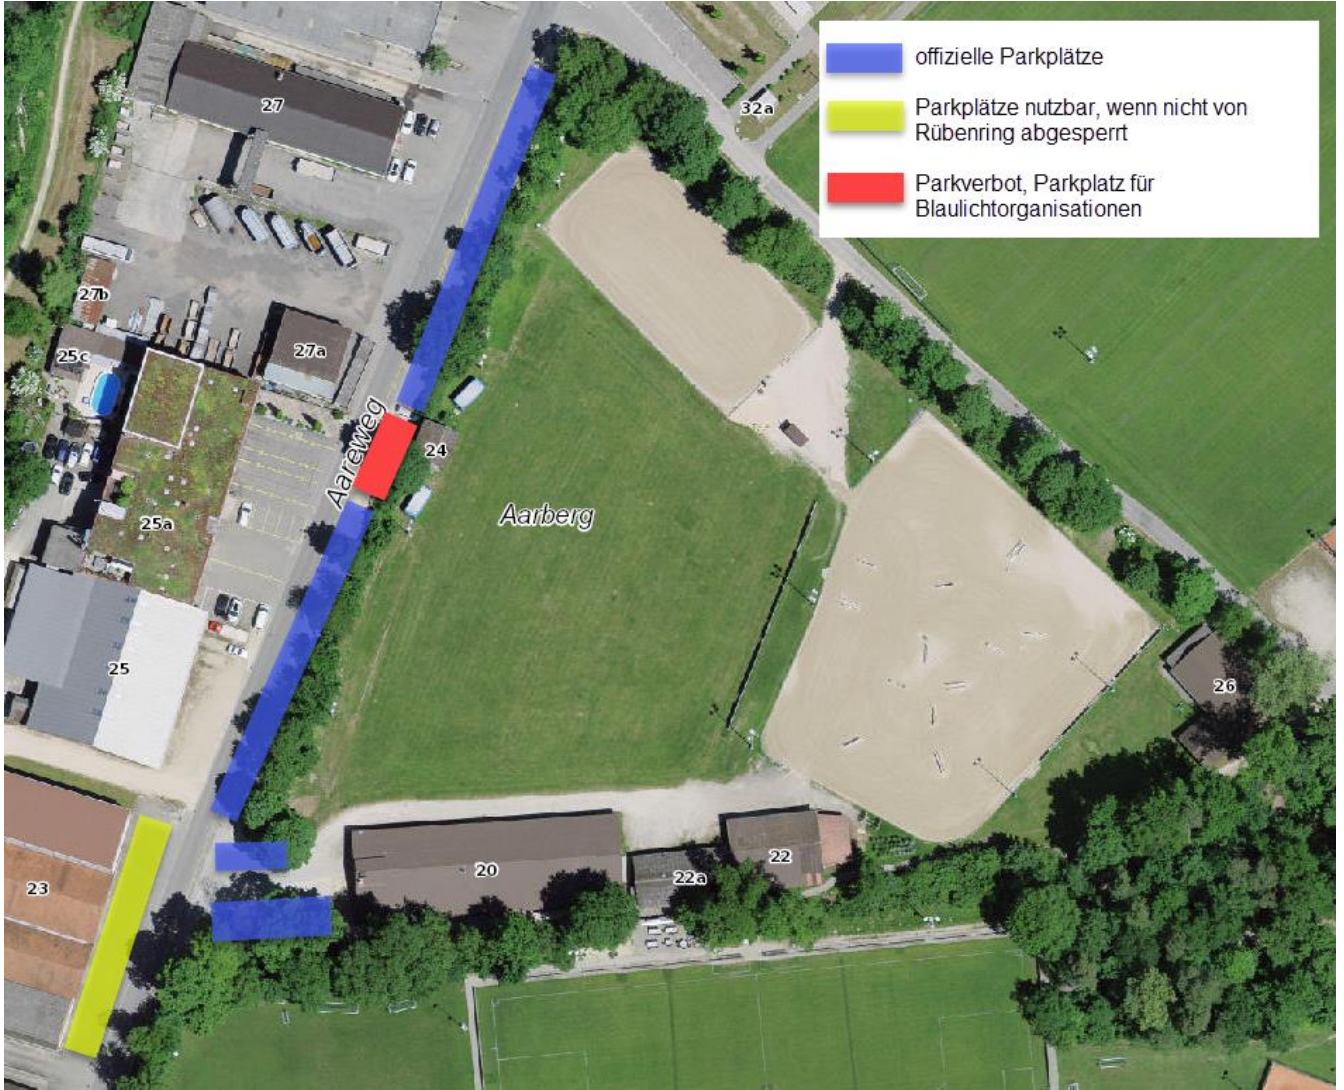 offizielle Parkplätze
Parkplätze nutzbar, wenn nicht von
Rübenring abgesperrt
Parkverbot, Parkplatz für
Blaulichtorganisationen
27
32a
27b
27a
25c
Aareweg
24
Aarberg
25a
25
26
23
20
22a
22